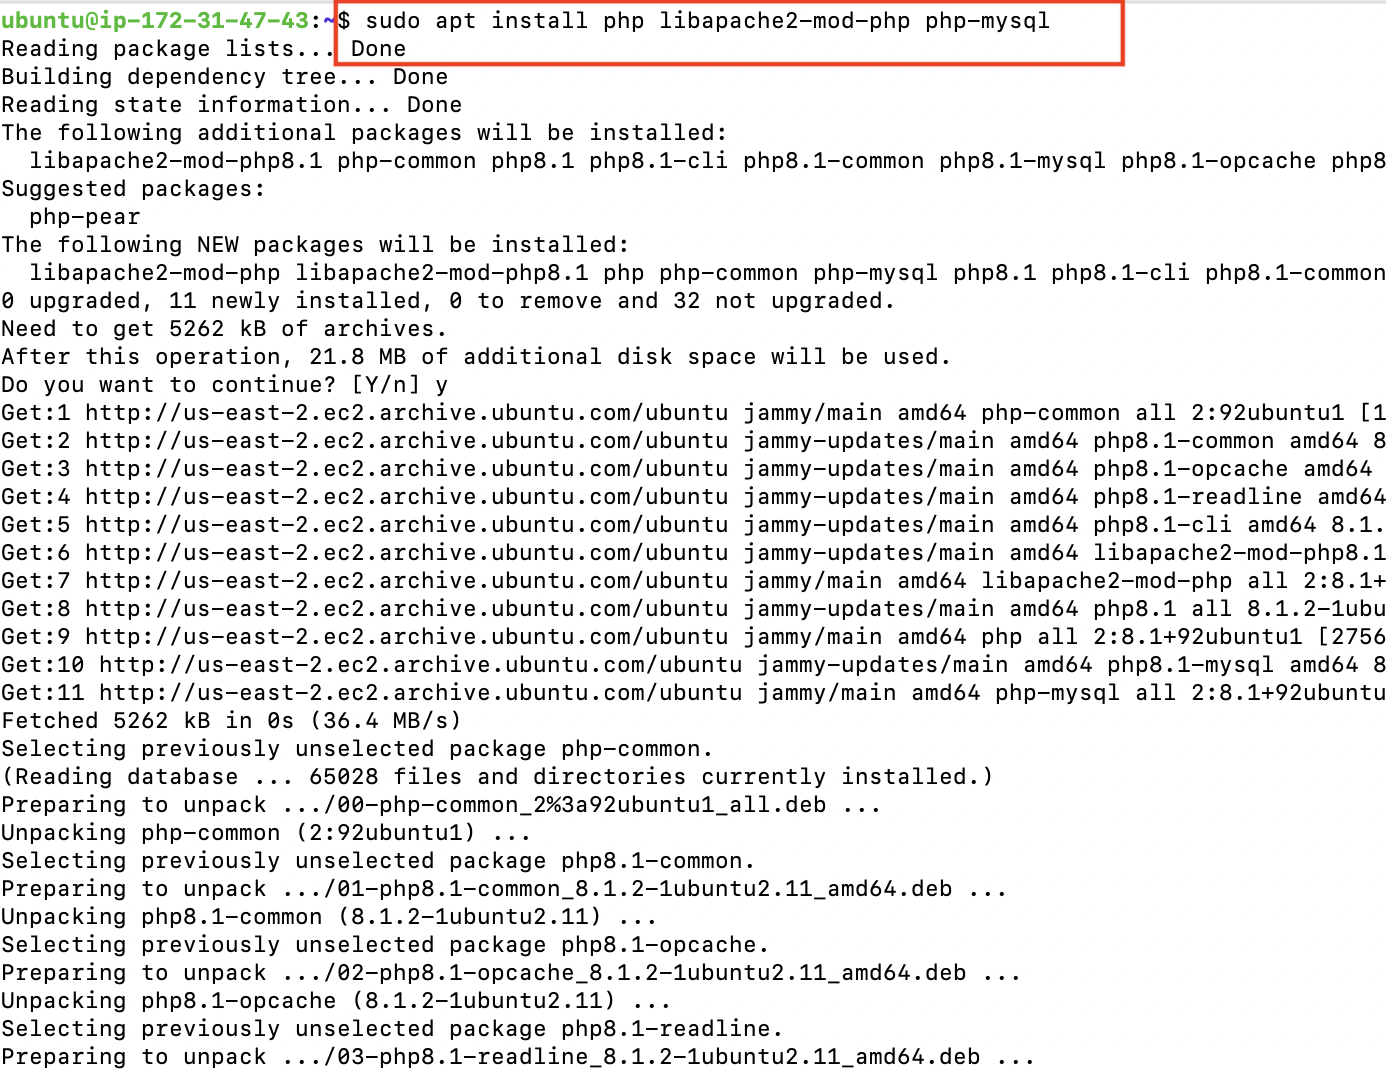 ubuntu@ip-172-31-47-43:~$ sudo apt install php libapache2-mod-php php-mysql
Reading package lists... Done
Building dependency tree... Done
Reading state information... Done
The following additional packages will be installed:
  libapache2-mod-php8.1 php-common php8.1 php8.1-cli php8.1-common php8.1-mysql php8.1-opcache php8
Suggested packages:
  php-pear
The following NEW packages will be installed:
  libapache2-mod-php libapache2-mod-php8.1 php php-common php-mysql php8.1 php8.1-cli php8.1-common
0 upgraded, 11 newly installed, 0 to remove and 32 not upgraded.
Need to get 5262 kB of archives.
After this operation, 21.8 MB of additional disk space will be used.
Do you want to continue? [Y/n] y
Get:1 http://us-east-2.ec2.archive.ubuntu.com/ubuntu jammy/main amd64 php-common all 2:92ubuntu1 [1
Get:2 http://us-east-2.ec2.archive.ubuntu.com/ubuntu jammy-updates/main amd64 php8.1-common amd64 8
Get:3 http://us-east-2.ec2.archive.ubuntu.com/ubuntu jammy-updates/main amd64 php8.1-opcache amd64
Get:4 http://us-east-2.ec2.archive.ubuntu.com/ubuntu jammy-updates/main amd64 php8.1-readline amd64
Get:5 http://us-east-2.ec2.archive.ubuntu.com/ubuntu jammy-updates/main amd64 php8.1-cli amd64 8.1.
Get:6 http://us-east-2.ec2.archive.ubuntu.com/ubuntu jammy-updates/main amd64 libapache2-mod-php8.1
Get:7 http://us-east-2.ec2.archive.ubuntu.com/ubuntu jammy/main amd64 libapache2-mod-php all 2:8.1+
Get:8 http://us-east-2.ec2.archive.ubuntu.com/ubuntu jammy-updates/main amd64 php8.1 all 8.1.2-1ubu
Get:9 http://us-east-2.ec2.archive.ubuntu.com/ubuntu jammy/main amd64 php all 2:8.1+92ubuntu1 [2756
Get:10 http://us-east-2.ec2.archive.ubuntu.com/ubuntu jammy-updates/main amd64 php8.1-mysql amd64 8
Get:11 http://us-east-2.ec2.archive.ubuntu.com/ubuntu jammy/main amd64 php-mysql all 2:8.1+92ubuntu
Fetched 5262 kB in 0s (36.4 MB/s)
Selecting previously unselected package php-common.
(Reading database ... 65028 files and directories currently installed.)
Preparing to unpack .../00-php-common_2%3a92ubuntu1_all.deb ...
Unpacking php-common (2:92ubuntu1) ...
Selecting previously unselected package php8.1-common.
Preparing to unpack .../01-php8.1-common_8.1.2-1ubuntu2.11_amd64.deb ...
Unpacking php8.1-common (8.1.2-1ubuntu2.11) ...
Selecting previously unselected package php8.1-opcache.
Preparing to unpack .../02-php8.1-opcache_8.1.2-1ubuntu2.11_amd64.deb ...
Unpacking php8.1-opcache (8.1.2-1ubuntu2.11) ...
Selecting previously unselected package php8.1-readline.
Preparing to unpack .../03-php8.1-readline_8.1.2-1ubuntu2.11_amd64.deb ...